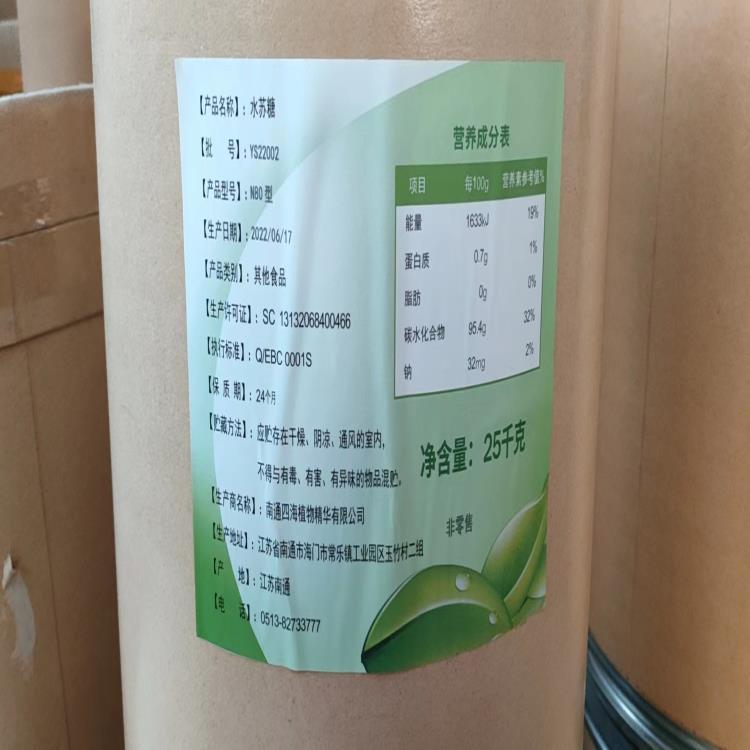 【产品名称】：水苏糖
【批 号】：YS22002
【产品型号】：N80 型
【生产日期】：2022/06/17
【产品类别】：其他食品
【生产许可证】：SC 13132068400466
【执行标准】：Q/EBC 0001S
【保 质 期】：24个月
【贮藏方法】：应贮存在干燥、阴凉、通风的室内，
不得与有毒、有害、有异味的物品混贮。
【生产商名称】：南通四海植物精华有限公司
【生产地址】：江苏省南通市海门市常乐镇工业园区玉竹村二组
【产 地】：江苏南通
【电 话】：0513-82733777
营养成分表
项目 每100g 营养素参考值%
能量 1633kJ 19%
蛋白质 0.7g 1%
脂肪 0g 0%
碳水化合物 95.4g 32%
钠 32mg 2%
净含量：25千克
非零售